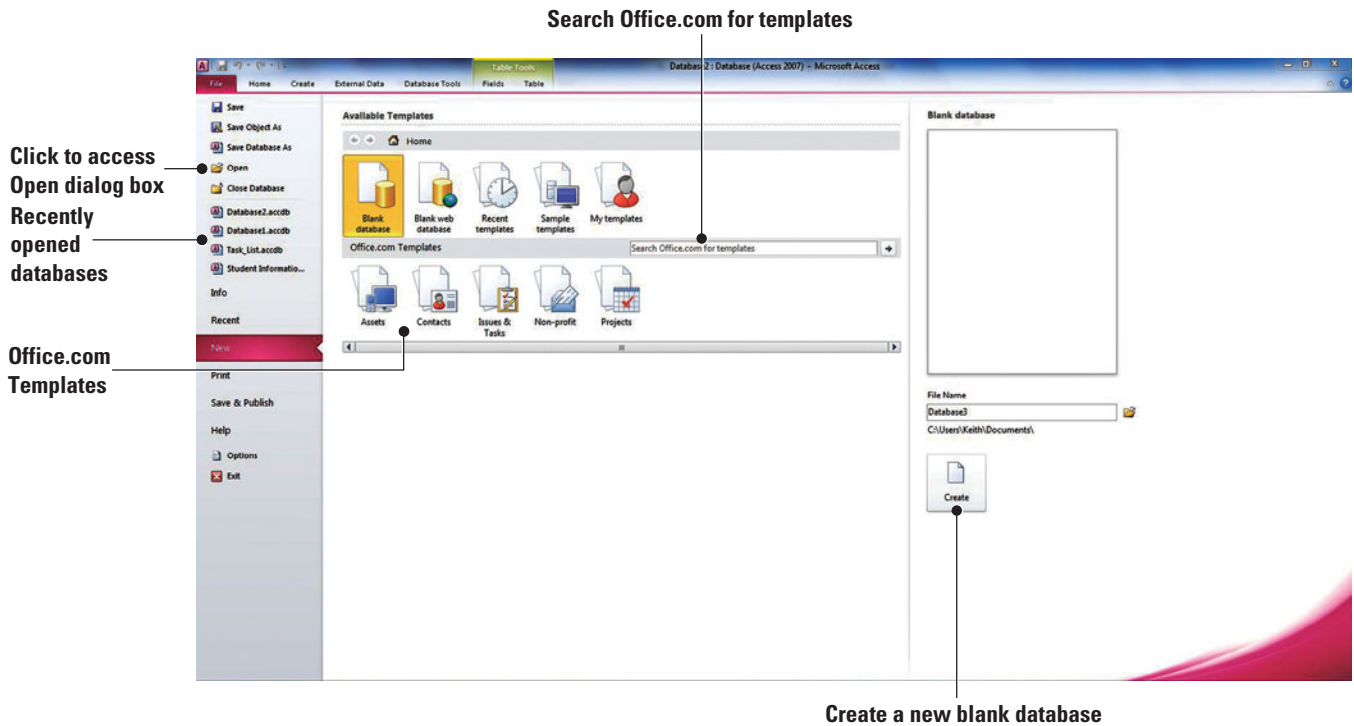 Search Office.com for templates
Table Tools
Database2 : Database (Access 2007) - Microsoft Access
File Home Create External Data Database Tools Fields Table
Save
Save Object As
Save Database As
Open
Close Database
Database2.accdb
Database1.accdb
Task_List.accdb
Student Informatio...
Info
Recent
New
Print
Save & Publish
Help
Options
Exit
Click to access
Open dialog box
Recently
opened
databases
Office.com
Templates
Available Templates
Home
Blank
database
Blank web
database
Recent
templates
Sample
templates
My templates
Office.com Templates
Search Office.com for templates
Assets
Contacts
Issues &
Tasks
Non-profit
Projects
Blank database
File Name
Database3
C:\Users\Keith\Documents\
Create
Create a new blank database